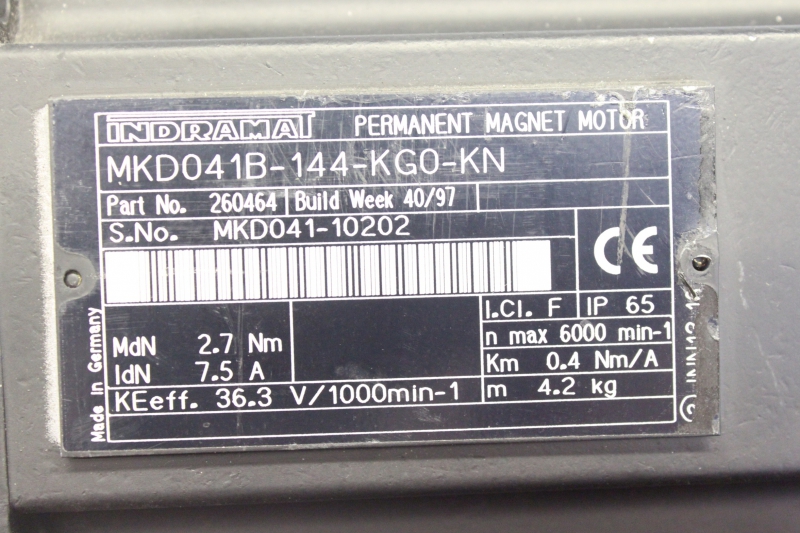 INDRAMAT PERMANENT MAGNET MOTOR
MKD041B-144-KG0-KN
Part No. 260464 Build Week 40/97
S.No. MKD041-10202
CE
I.Cl. F IP 65
MdN 2.7 Nm
n max 6000 min-1
IdN 7.5 A
Km 0.4 Nm/A
KEeff. 36.3 V/1000min-1 m 4.2 kg
Made in Germany